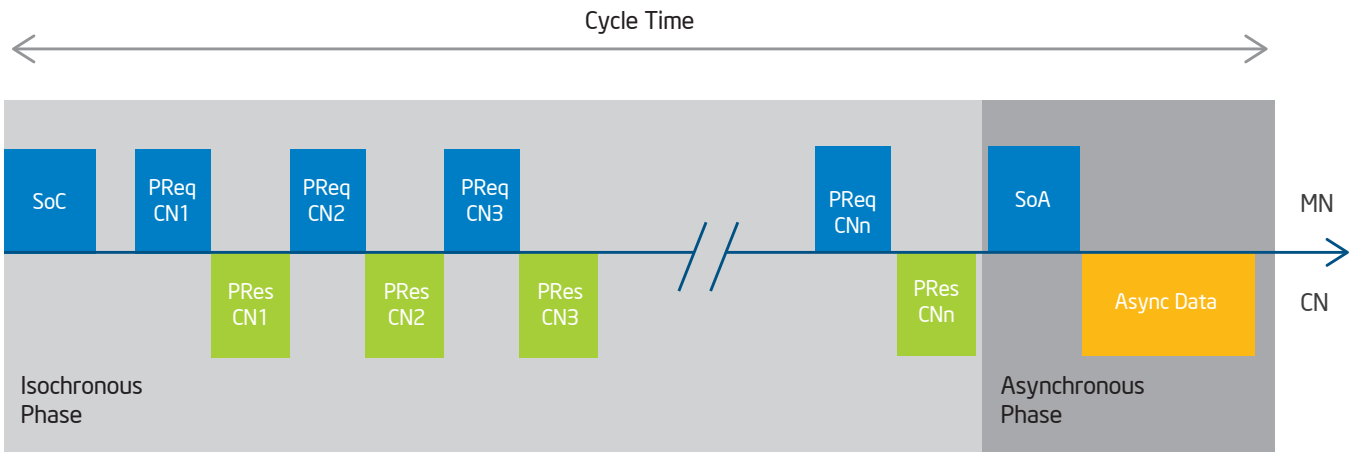 Cycle Time
SoC
PReq
CN1
PReq
CN2
PReq
CN3
PReq
CNn
SoA
MN
PRes
CN1
PRes
CN2
PRes
CN3
PRes
CNn
Async Data
CN
Isochronous
Phase
Asynchronous
Phase